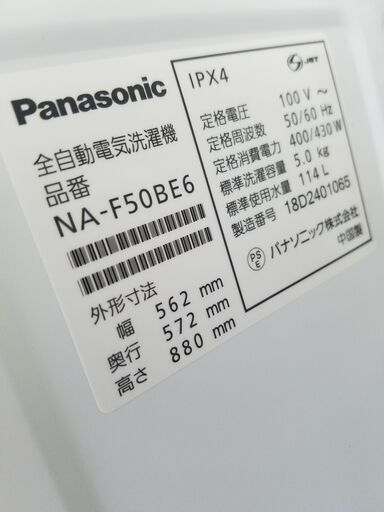 Panasonic
全自動電気洗濯機
品番
NA-F50BE6
外形寸法
幅 562 mm
奥行 572 mm
高さ 880 mm
IPX4
JET
定格電圧 100 V ~
定格周波数 50/60 Hz
定格消費電力 400/430 W
標準洗濯容量 5.0 kg
標準使用水量 114 L
製造番号 18D2401065
PSE
パナソニック株式会社
中国製